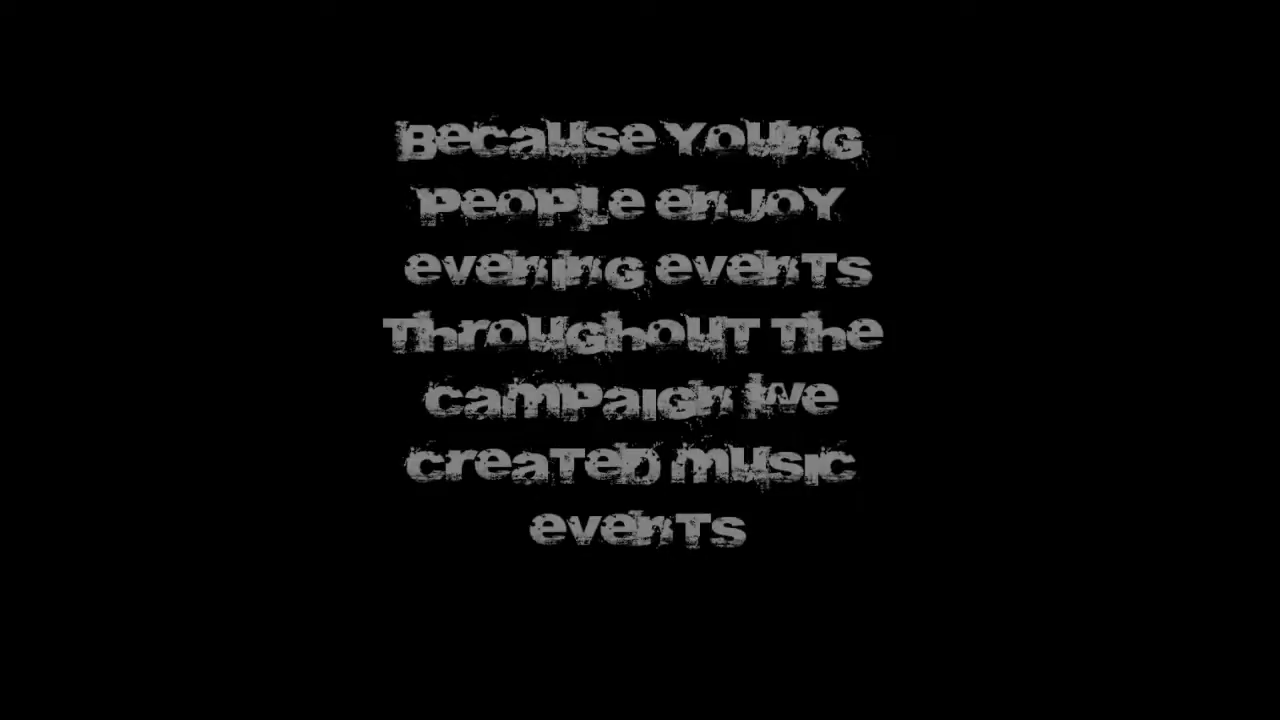 Because Young
People enjoy
evening events
Throughout The
campaign we
created music
events